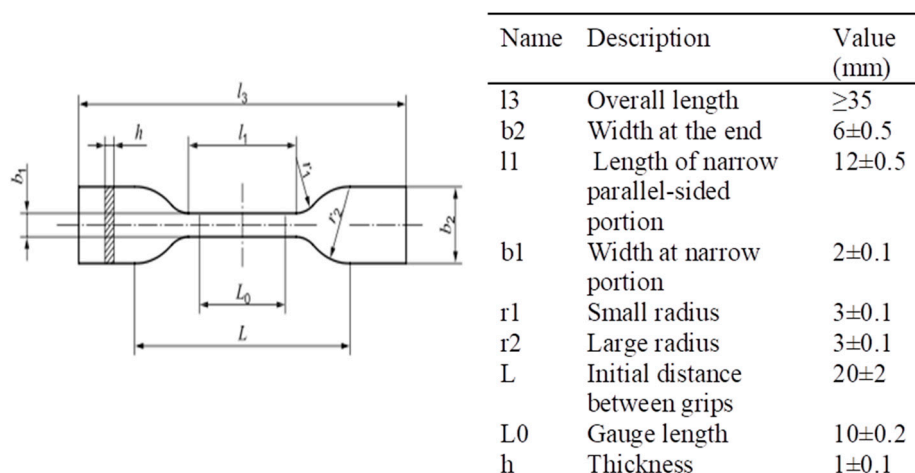 l₃
h
l₁
r₁
b₁
r₂
b₂
L₀
L
Name Description Value
(mm)
l3 Overall length ≥35
b2 Width at the end 6±0.5
l1 Length of narrow 12±0.5
parallel-sided
portion
b1 Width at narrow 2±0.1
portion
r1 Small radius 3±0.1
r2 Large radius 3±0.1
L Initial distance 20±2
between grips
L0 Gauge length 10±0.2
h Thickness 1±0.1